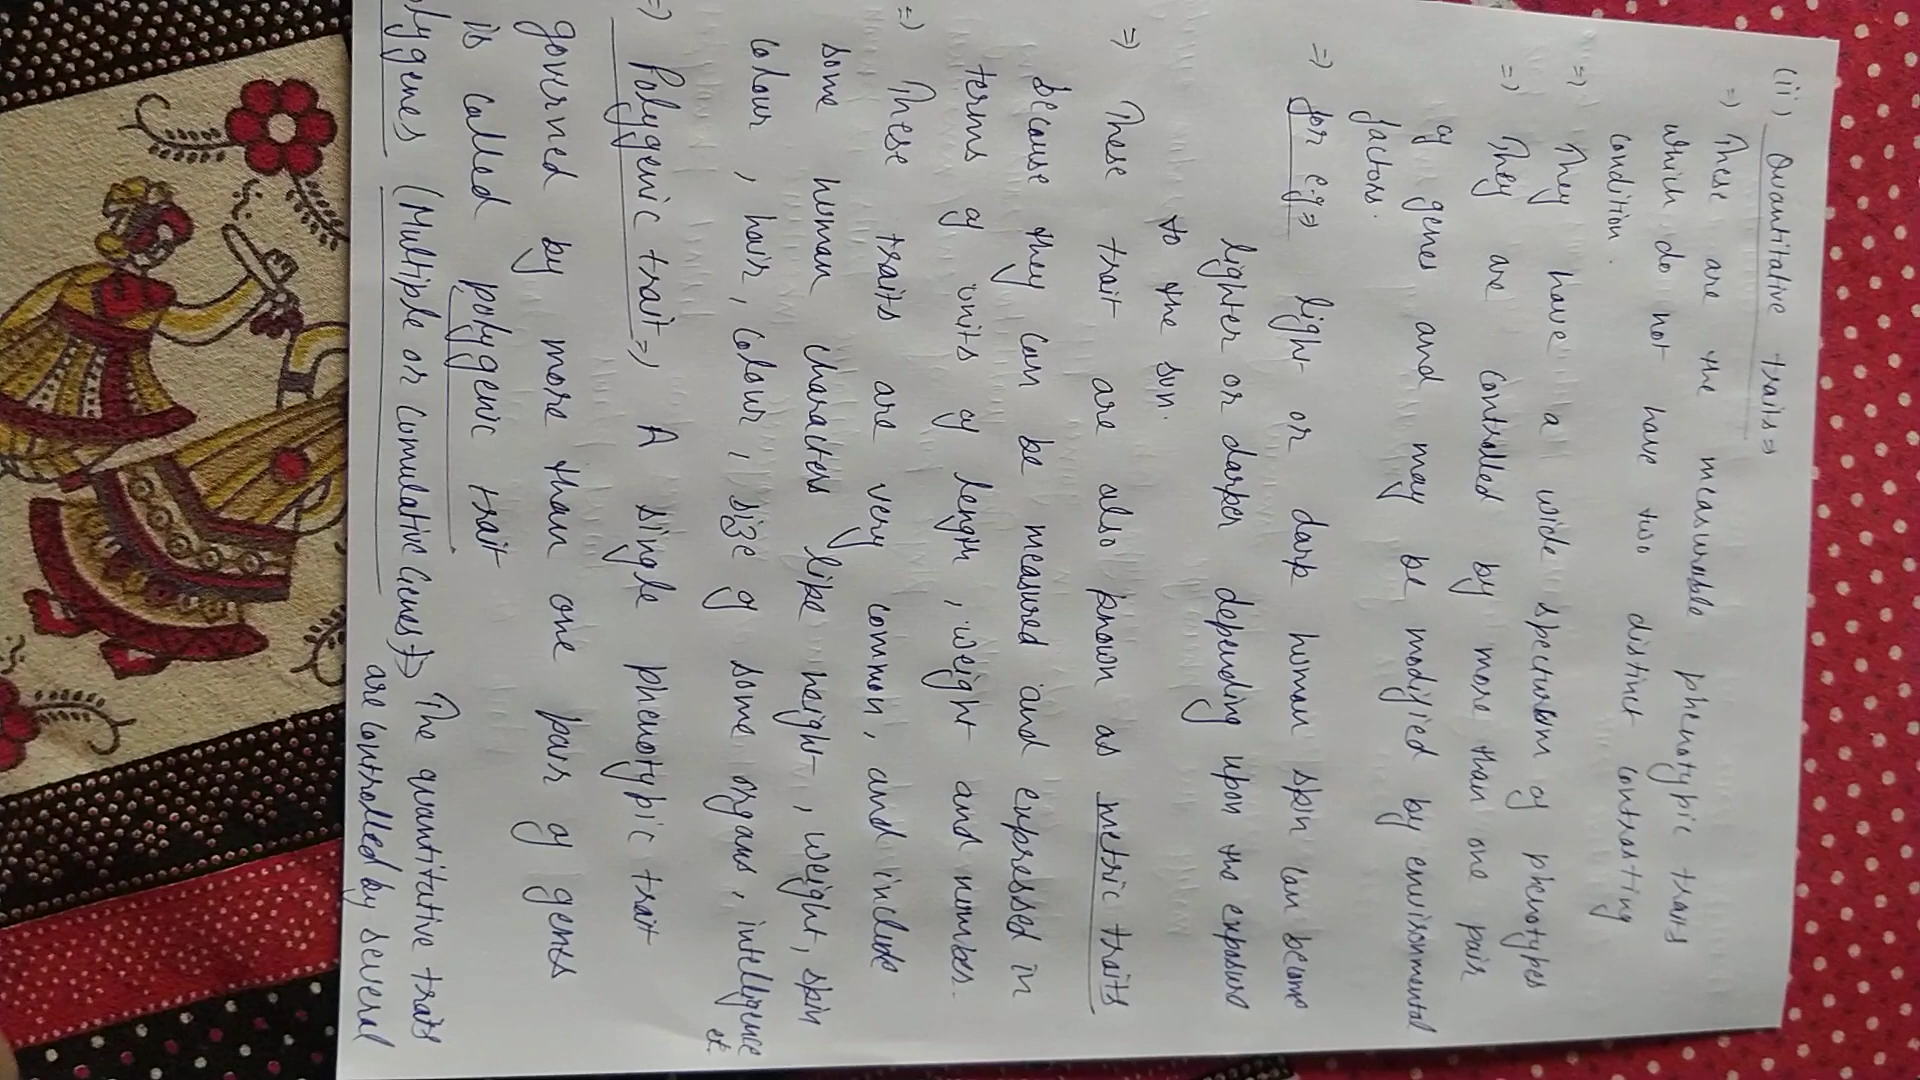 (ii) Quantitative traits⇒
⇒ These are the measurable phenotypic traits
which do not have two distinct contrasting
condition.
⇒ They have a wide spectrum of phenotypes
⇒ They are controlled by more than one pair
of genes and may be modified by environmental
factors.
⇒ for e.g⇒ light or dark human skin can become
lighter or darker depending upon the exposure
to the sun.
⇒ These trait are also known as metric traits
because they can be measured and expressed in
terms of units of length, weight and number.
⇒ These traits are very common, and include
some human characters like height, weight, skin
colour, hair, colour, size of some organs, intelligence
et.
⇒ Polygenic trait⇒ A single phenotypic trait
governed by more than one pair of genes
is called polygenic trait
olygenes (Multiple or Comulative Genes)⇒ The quantitative traits
are controlled by several